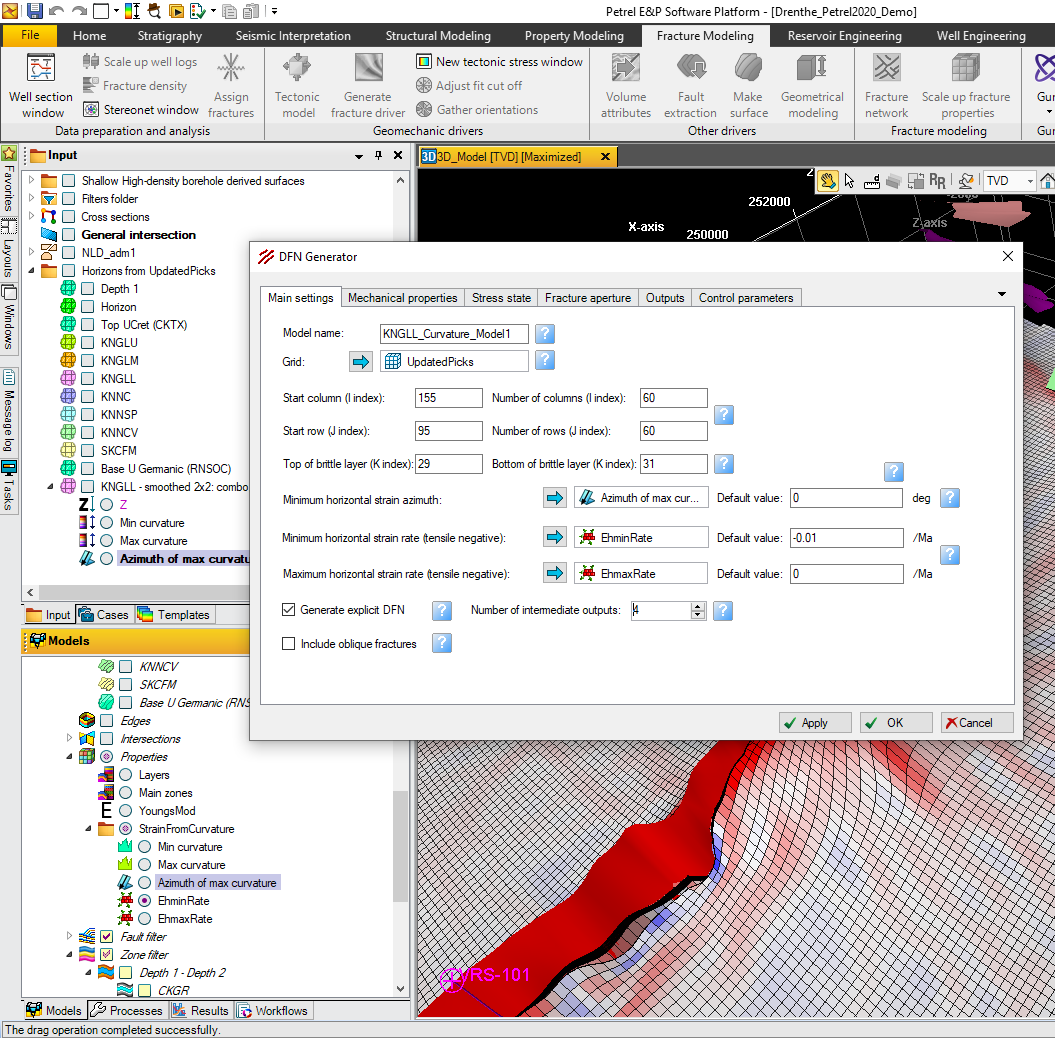 Petrel E&P Software Platform - [Drenthe_Petrel2020_Demo]
File Home Stratigraphy Seismic Interpretation Structural Modeling Property Modeling Fracture Modeling Reservoir Engineering Well Engineering
Well section window
Scale up well logs
Fracture density
Stereonet window
Assign fractures
Data preparation and analysis
Tectonic model
Generate fracture driver
New tectonic stress window
Adjust fit cut off
Gather orientations
Geomechanic drivers
Volume attributes
Fault extraction
Make surface
Geometrical modeling
Other drivers
Fracture network
Scale up fracture properties
Fracture modeling
Favorites
Layouts
Windows
Message log
Tasks
Input
Shallow High-density borehole derived surfaces
Filters folder
Cross sections
General intersection
NLD_adm1
Horizons from UpdatedPicks
Depth 1
Horizon
Top UCret (CKTX)
KNGLU
KNGLM
KNGLL
KNNC
KNNSP
KNNCV
SKCFM
Base U Germanic (RNSOC)
KNGLL - smoothed 2x2: combo
Z Z
Min curvature
Max curvature
Azimuth of max curvatu
Input Cases Templates
Models
KNNCV
SKCFM
Base U Germanic (RNS
Edges
Intersections
Properties
Layers
Main zones
E YoungsMod
StrainFromCurvature
Min curvature
Max curvature
Azimuth of max curvature
EhminRate
EhmaxRate
Fault filter
Zone filter
Depth 1 - Depth 2
CKGR
Models Processes Results Workflows
3D 3D_Model [TVD] [Maximized]
TVD
252000
X-axis 250000
Z-axis
DFN Generator
Main settings Mechanical properties Stress state Fracture aperture Outputs Control parameters
Model name: KNGLL_Curvature_Model1 ?
Grid: UpdatedPicks ?
Start column (I index): 155 Number of columns (I index): 60 ?
Start row (J index): 95 Number of rows (J index): 60
Top of brittle layer (K index): 29 Bottom of brittle layer (K index): 31 ?
?
Minimum horizontal strain azimuth: Azimuth of max cur... Default value: 0 deg ?
Minimum horizontal strain rate (tensile negative): EhminRate Default value: -0.01 /Ma
?
Maximum horizontal strain rate (tensile negative): EhmaxRate Default value: 0 /Ma
Generate explicit DFN ? Number of intermediate outputs: 4 ?
Include oblique fractures ?
Apply OK Cancel
VRS-101
The drag operation completed successfully.